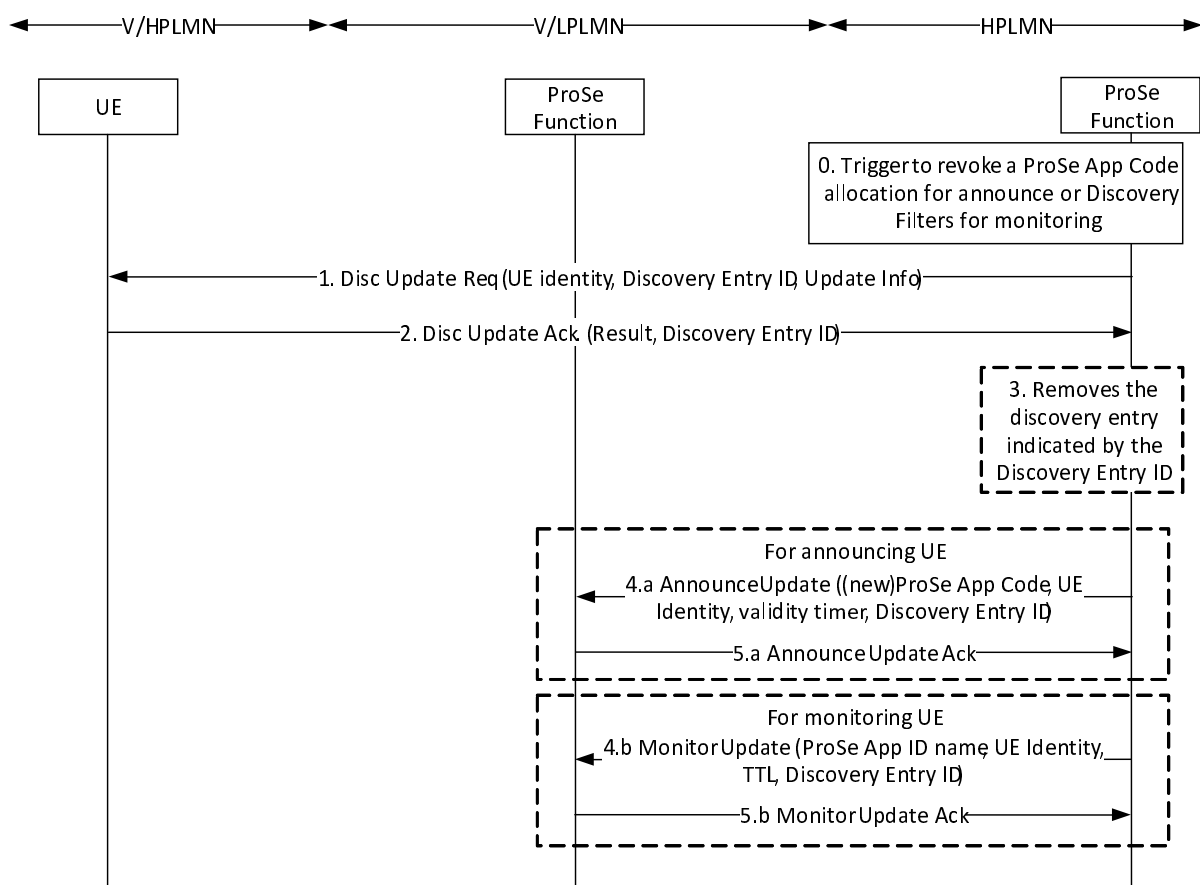 V/HPLMN V/LPLMN HPLMN
UE
ProSe
Function
ProSe
Function
0. Trigger to revoke a ProSe App Code
allocation for announce or Discovery
Filters for monitoring
1. Disc Update Req (UE identity, Discovery Entry ID, Update Info)
2. Disc Update Ack. (Result, Discovery Entry ID)
3. Removes the
discovery entry
indicated by the
Discovery Entry ID
For announcing UE
4.a Announce Update ((new)ProSe App Code, UE
Identity, validity timer, Discovery Entry ID)
5.a Announce Update Ack
For monitoring UE
4.b Monitor Update (ProSe App ID name, UE Identity,
TTL, Discovery Entry ID)
5.b Monitor Update Ack